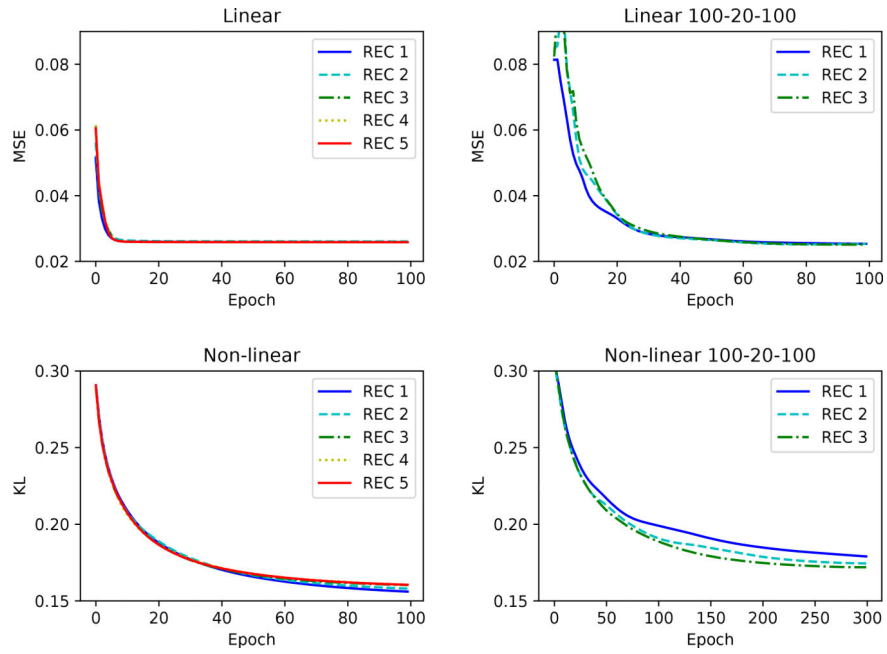 Linear
MSE
0.08
0.06
0.04
0.02
0 20 40 60 80 100
Epoch
REC 1
REC 2
REC 3
REC 4
REC 5
Linear 100-20-100
MSE
0.08
0.06
0.04
0.02
0 20 40 60 80 100
Epoch
REC 1
REC 2
REC 3
Non-linear
KL
0.30
0.25
0.20
0.15
0 20 40 60 80 100
Epoch
REC 1
REC 2
REC 3
REC 4
REC 5
Non-linear 100-20-100
KL
0.30
0.25
0.20
0.15
0 50 100 150 200 250 300
Epoch
REC 1
REC 2
REC 3